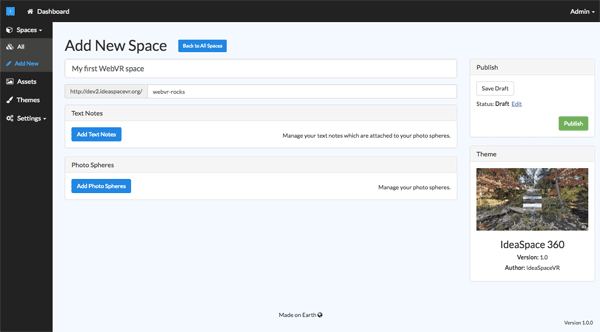 Dashboard
Admin
Spaces
All
Add New
Assets
Themes
Settings
Add New Space
Back to All Spaces
My first WebVR space
http://dev2.ideaspacevr.org/
webvr-rocks
Text Notes
Add Text Notes
Manage your text notes which are attached to your photo spheres.
Photo Spheres
Add Photo Spheres
Manage your photo spheres.
Publish
Save Draft
Status: Draft Edit
Publish
Theme
IdeaSpace 360
Version: 1.0
Author: IdeaSpaceVR
Made on Earth
Version 1.0.0